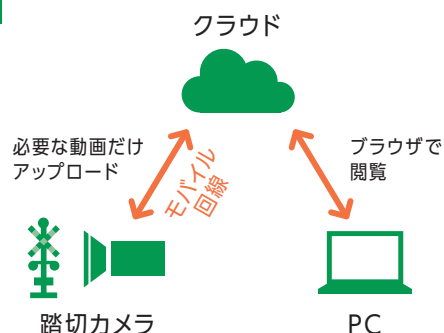 クラウド
必要な動画だけ
アップロード
モバイル
回線
ブラウザで
閲覧
踏切カメラ
PC